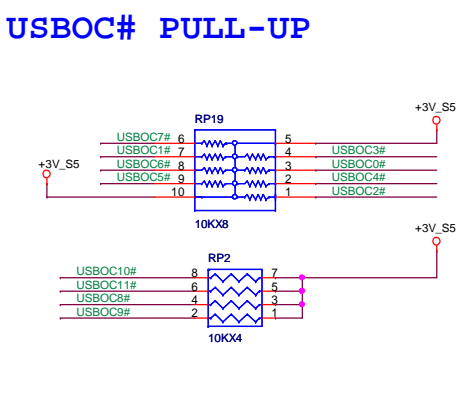 USBOC# PULL-UP
+3V_S5
RP19
USBOC7# 6 5
USBOC1# 7 4 USBOC3#
+3V_S5 USBOC6# 8 3 USBOC0#
USBOC5# 9 2 USBOC4#
10 1 USBOC2#
10KX8
+3V_S5
RP2
USBOC10# 8 7
USBOC11# 6 5
USBOC8# 4 3
USBOC9# 2 1
10KX4